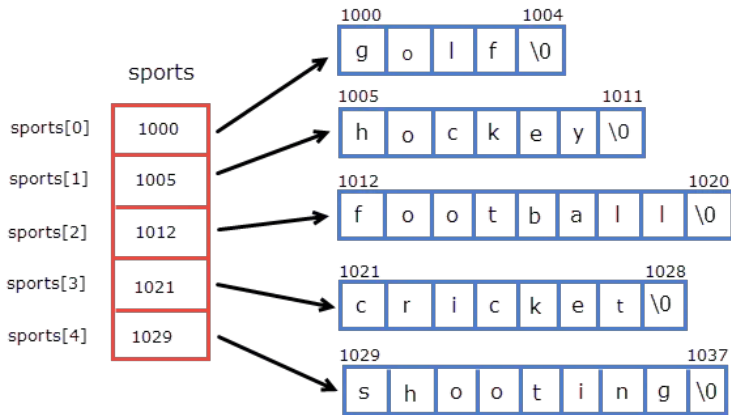 1000 1004
g o l f \0
sports
sports[0] 1000
1005 1011
h o c k e y \0
sports[1] 1005
1012 1020
f o o t b a l l \0
sports[2] 1012
1021 1028
sports[3] 1021
c r i c k e t \0
sports[4] 1029
1029 1037
s h o o t i n g \0